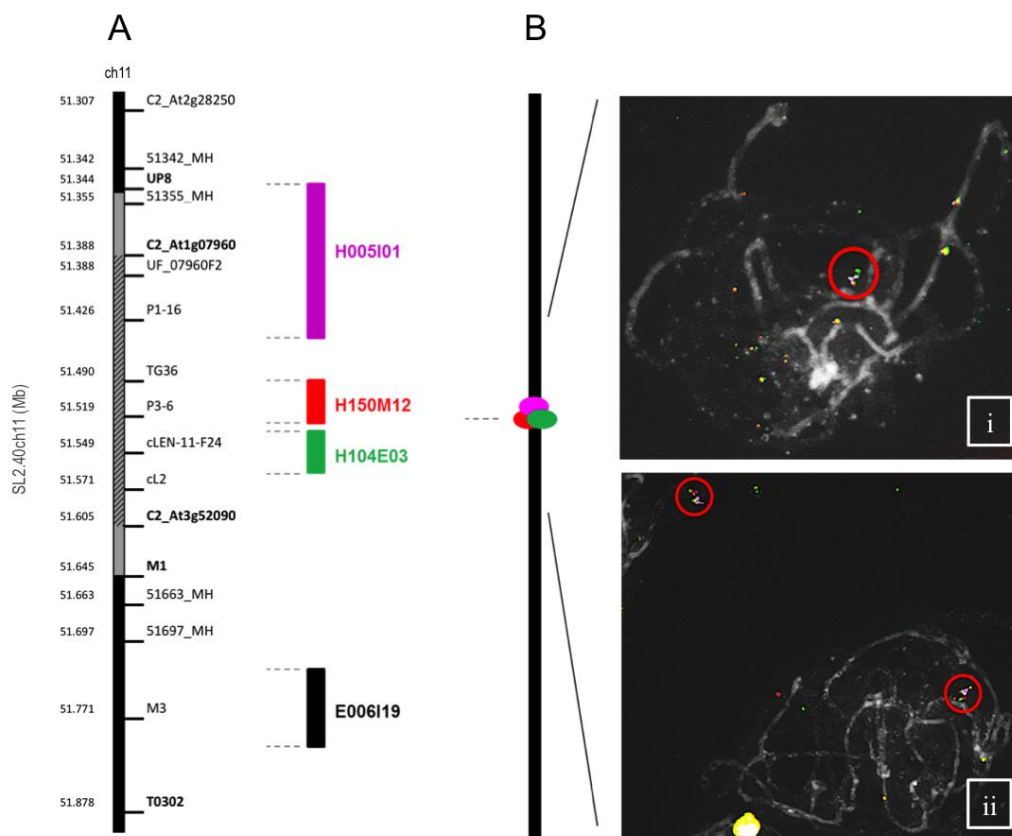 A
B
ch11
51.307 C2_At2g28250
51.342 51342_MH
51.344 UP8
51.355 51355_MH
51.388 C2_At1g07960
51.388 UF_07960F2
51.426 P1-16
51.490 TG36
51.519 P3-6
51.549 cLEN-11-F24
51.571 cL2
51.605 C2_At3g52090
51.645 M1
51.663 51663_MH
51.697 51697_MH
51.771 M3
51.878 T0302
SL2.40ch11 (Mb)
H005I01
H150M12
H104E03
E006I19
i
ii